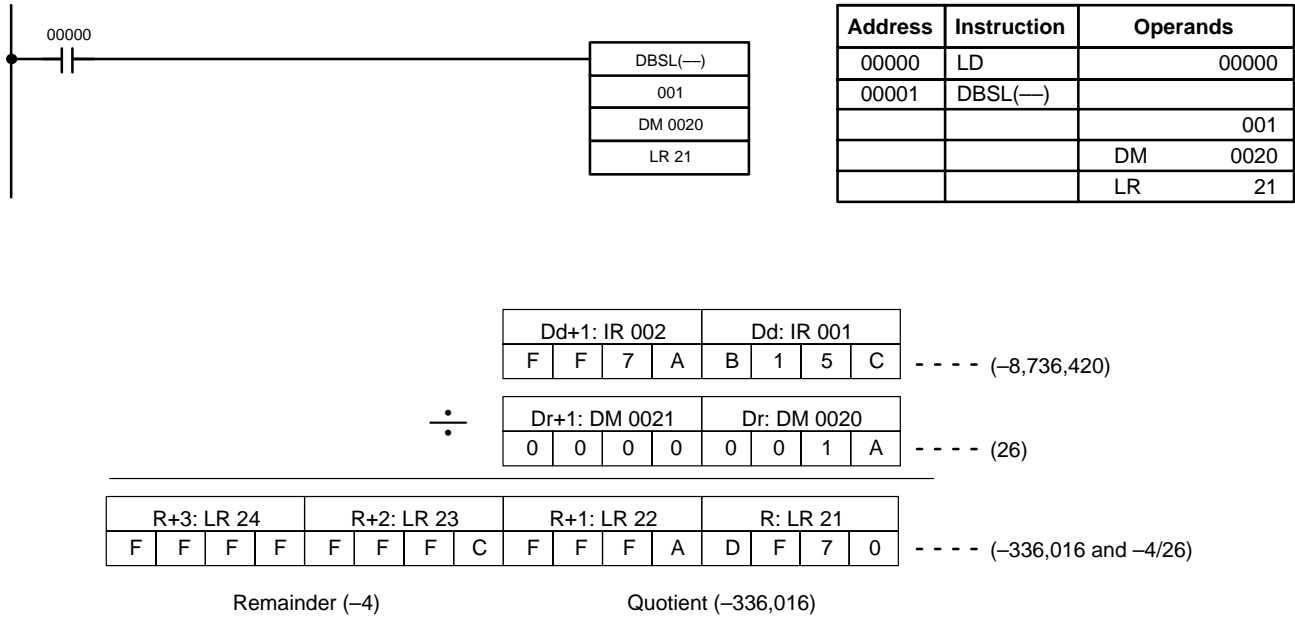 00000
DBSL(––)
001
DM 0020
LR 21
Address Instruction Operands
00000 LD 00000
00001 DBSL(––)
001
DM 0020
LR 21
Dd+1: IR 002 Dd: IR 001
F F 7 A B 1 5 C - - - - (–8,736,420)
÷
Dr+1: DM 0021 Dr: DM 0020
0 0 0 0 0 0 1 A - - - - (26)
R+3: LR 24 R+2: LR 23 R+1: LR 22 R: LR 21
F F F F F F F C F F F A D F 7 0 - - - - (–336,016 and –4/26)
Remainder (–4) Quotient (–336,016)